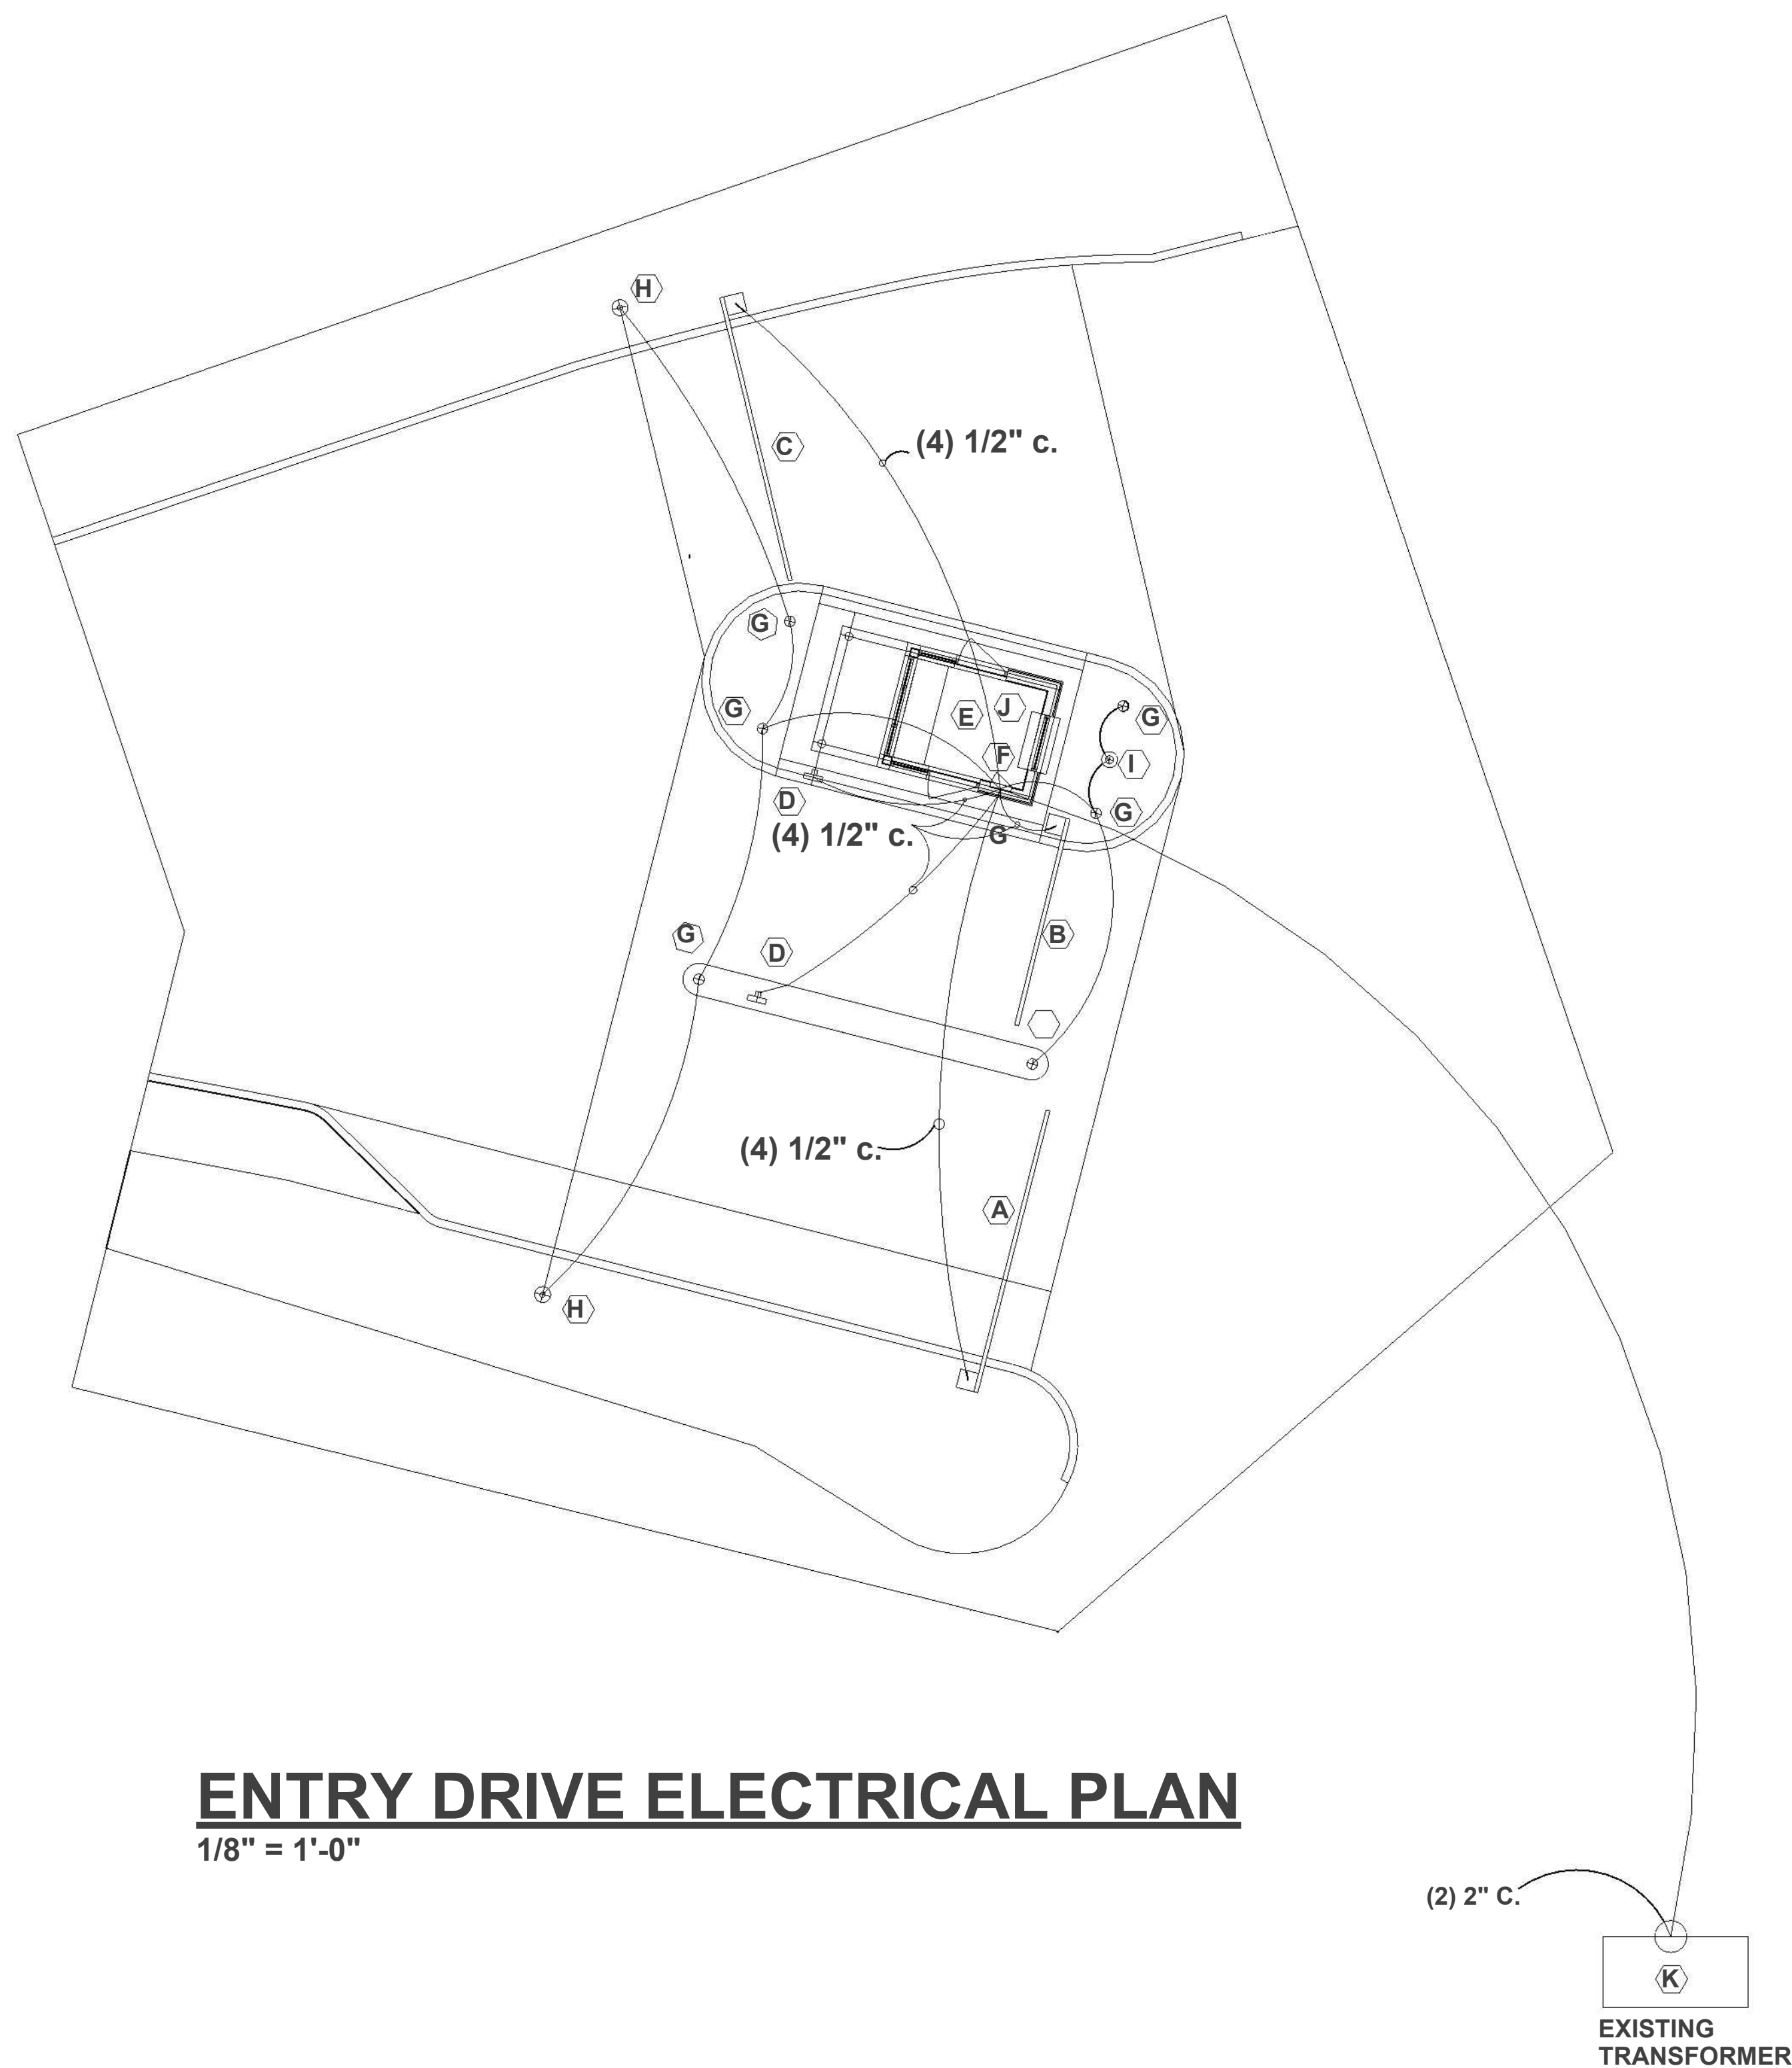 H
C
(4) 1/2" c.
G
G
E
J
G
F
I
D
G
(4) 1/2" c.
G
G
D
B
(4) 1/2" c.
A
H
ENTRY DRIVE ELECTRICAL PLAN
1/8" = 1'-0"
(2) 2" C.
K
EXISTING
TRANSFORMER